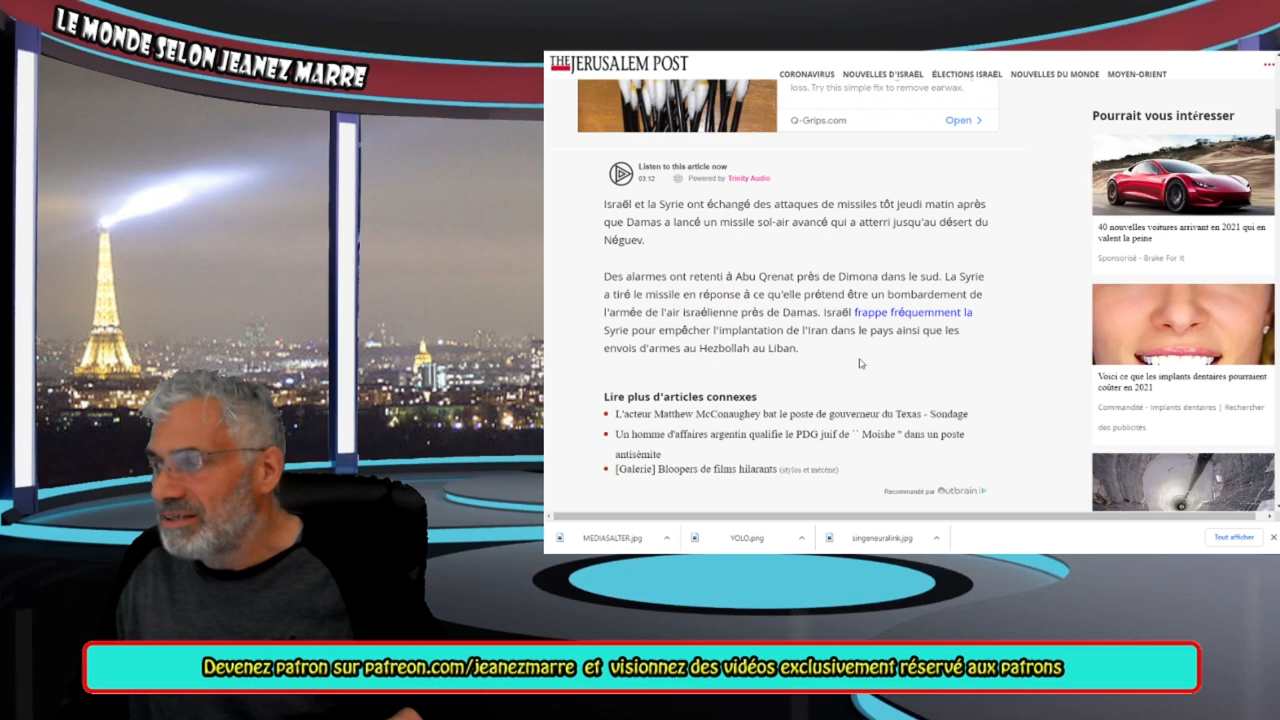 LE MONDE SELON JEANEZ MARRE
THE JERUSALEM POST
CORONAVIRUS NOUVELLES D'ISRAËL ÉLECTIONS ISRAËL NOUVELLES DU MONDE MOYEN-ORIENT
loss. Try this simple fix to remove earwax.
Q-Grips.com
Open
Listen to this article now
03:12 Powered by Trinity Audio
Israël et la Syrie ont échangé des attaques de missiles tôt jeudi matin après
que Damas a lancé un missile sol-air avancé qui a atterri jusqu'au désert du
Néguev.
Des alarmes ont retenti à Abu Qrenat près de Dimona dans le sud. La Syrie
a tiré le missile en réponse à ce qu'elle prétend être un bombardement de
l'armée de l'air israélienne près de Damas. Israël frappe fréquemment la
Syrie pour empêcher l'implantation de l'Iran dans le pays ainsi que les
envois d'armes au Hezbollah au Liban.
Lire plus d'articles connexes
L'acteur Matthew McConaughey bat le poste de gouverneur du Texas - Sondage
Un homme d'affaires argentin qualifie le PDG juif de `` Moishe " dans un poste
antisémite
[Galerie] Bloopers de films hilarants (stylos et mécène)
Recommandé par Outbrain
Pourrait vous intéresser
40 nouvelles voitures arrivant en 2021 qui en
valent la peine
Sponsorisé - Brake For It
Voici ce que les implants dentaires pourraient
coûter en 2021
Commandité - Implants dentaires | Rechercher
des publicités
MEDIASALTER.jpg
YOLO.png
singeneuralink.jpg
Tout afficher
Devenez patron sur patreon.com/jeanezmarre et visionnez des vidéos exclusivement réservé aux patrons